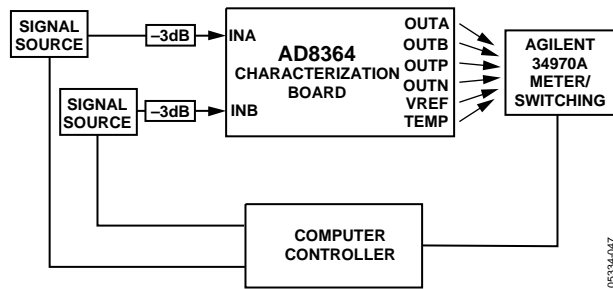 SIGNAL
SOURCE
–3dB
INA
SIGNAL
SOURCE
–3dB
INB
AD8364
CHARACTERIZATION
BOARD
OUTA
OUTB
OUTP
OUTN
VREF
TEMP
AGILENT
34970A
METER/
SWITCHING
COMPUTER
CONTROLLER
05334-047